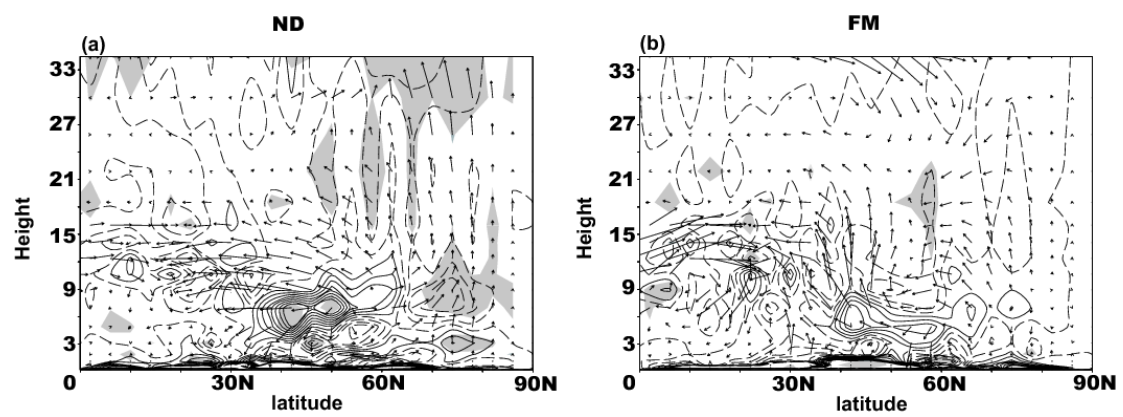 ND
(a)
33
27
21
15
9
3
Height
0
30N
60N
90N
latitude
FM
(b)
33
27
21
15
9
3
Height
0
30N
60N
90N
latitude